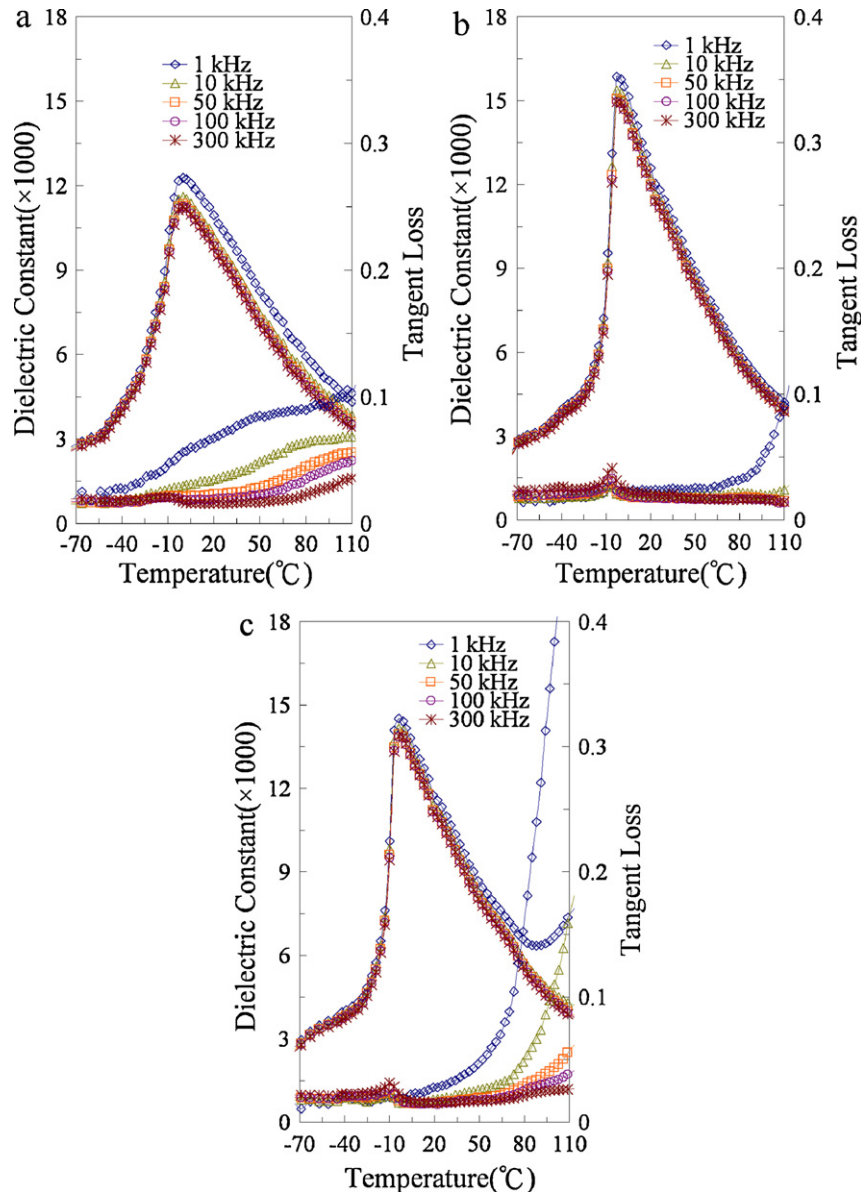 a
18
15
12
9
6
3
0
Dielectric Constant(×1000)
1 kHz
10 kHz
50 kHz
100 kHz
300 kHz
0.4
0.3
0.2
0.1
0
Tangent Loss
-70 -40 -10 20 50 80 110
Temperature(℃)
b
18
15
12
9
6
3
0
Dielectric Constant(×1000)
1 kHz
10 kHz
50 kHz
100 kHz
300 kHz
0.4
0.3
0.2
0.1
0
Tangent Loss
-70 -40 -10 20 50 80 110
Temperature(℃)
c
18
15
12
9
6
3
0
Dielectric Constant(×1000)
1 kHz
10 kHz
50 kHz
100 kHz
300 kHz
0.4
0.3
0.2
0.1
0
Tangent Loss
-70 -40 -10 20 50 80 110
Temperature(℃)